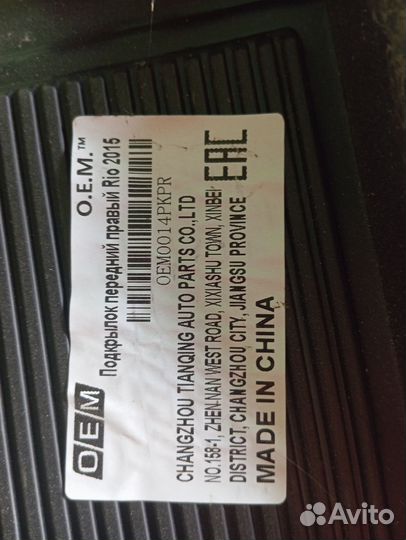 OEM O.E.M.™
Подкрылок передний правый Rio 2015
OEM0014PKPR
CHANGZHOU TIANQING AUTO PARTS CO.,LTD
NO.158-1, ZHEN-NAN WEST ROAD, XIXIASHU TOWN, XINBEI
DISTRICT, CHANGZHOU CITY, JIANGSU PROVINCE
MADE IN CHINA
EAC
Avito